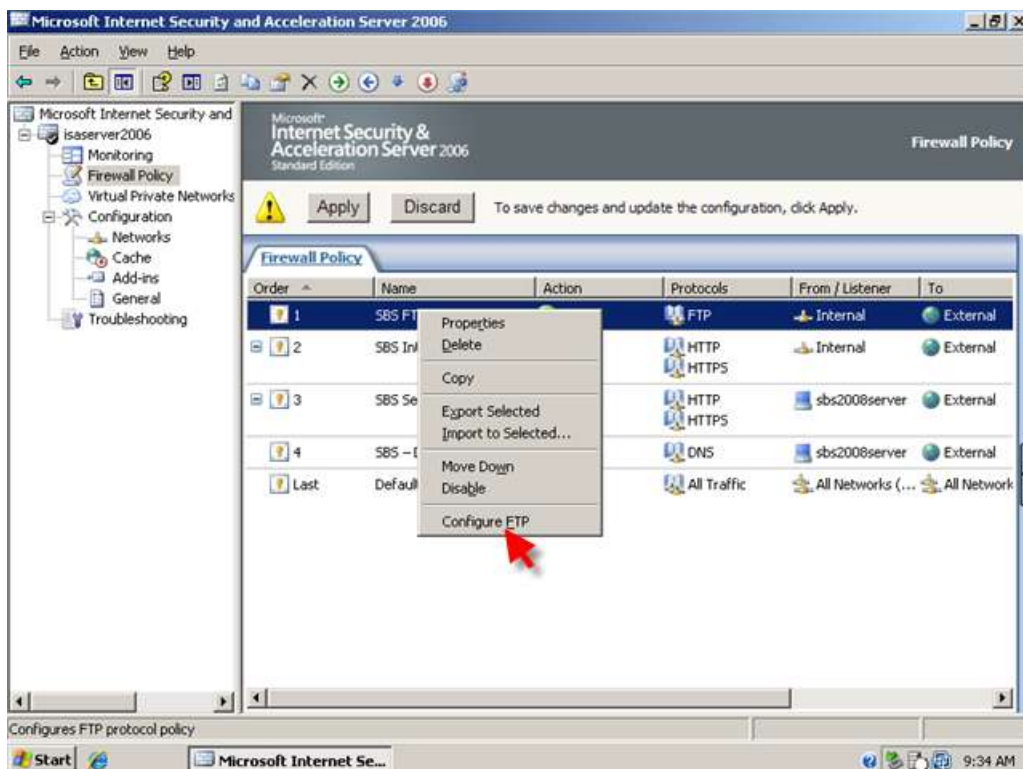 Microsoft Internet Security and Acceleration Server 2006
File Action View Help
Microsoft Internet Security and
isaserver2006
Monitoring
Firewall Policy
Virtual Private Networks
Configuration
Networks
Cache
Add-ins
General
Troubleshooting
Microsoft
Internet Security &
Acceleration Server 2006
Standard Edition
Firewall Policy
Apply Discard To save changes and update the configuration, click Apply.
Firewall Policy
Order Name Action Protocols From / Listener To
1 SBS FT FTP Internal External
2 SBS Int HTTP Internal External
HTTPS
3 SBS Se HTTP sbs2008server External
HTTPS
4 SBS – D DNS sbs2008server External
Last Defaul All Traffic All Networks (... All Network
Properties
Delete
Copy
Export Selected
Import to Selected...
Move Down
Disable
Configure FTP
Configures FTP protocol policy
Start Microsoft Internet Se... 9:34 AM